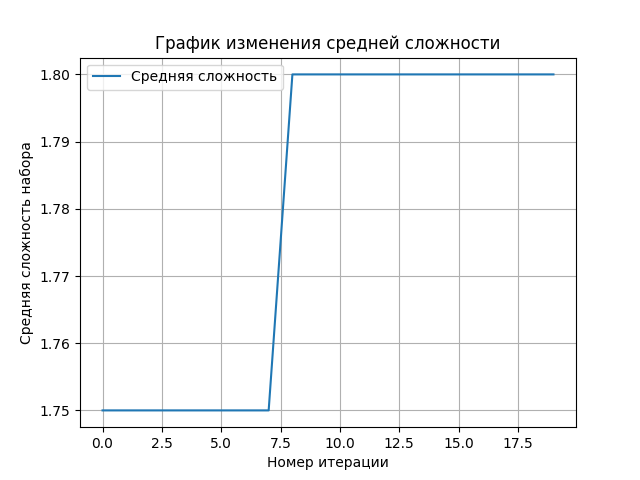 График изменения средней сложности
Средняя сложность
Средняя сложность набора
1.80
1.79
1.78
1.77
1.76
1.75
0.0 2.5 5.0 7.5 10.0 12.5 15.0 17.5
Номер итерации